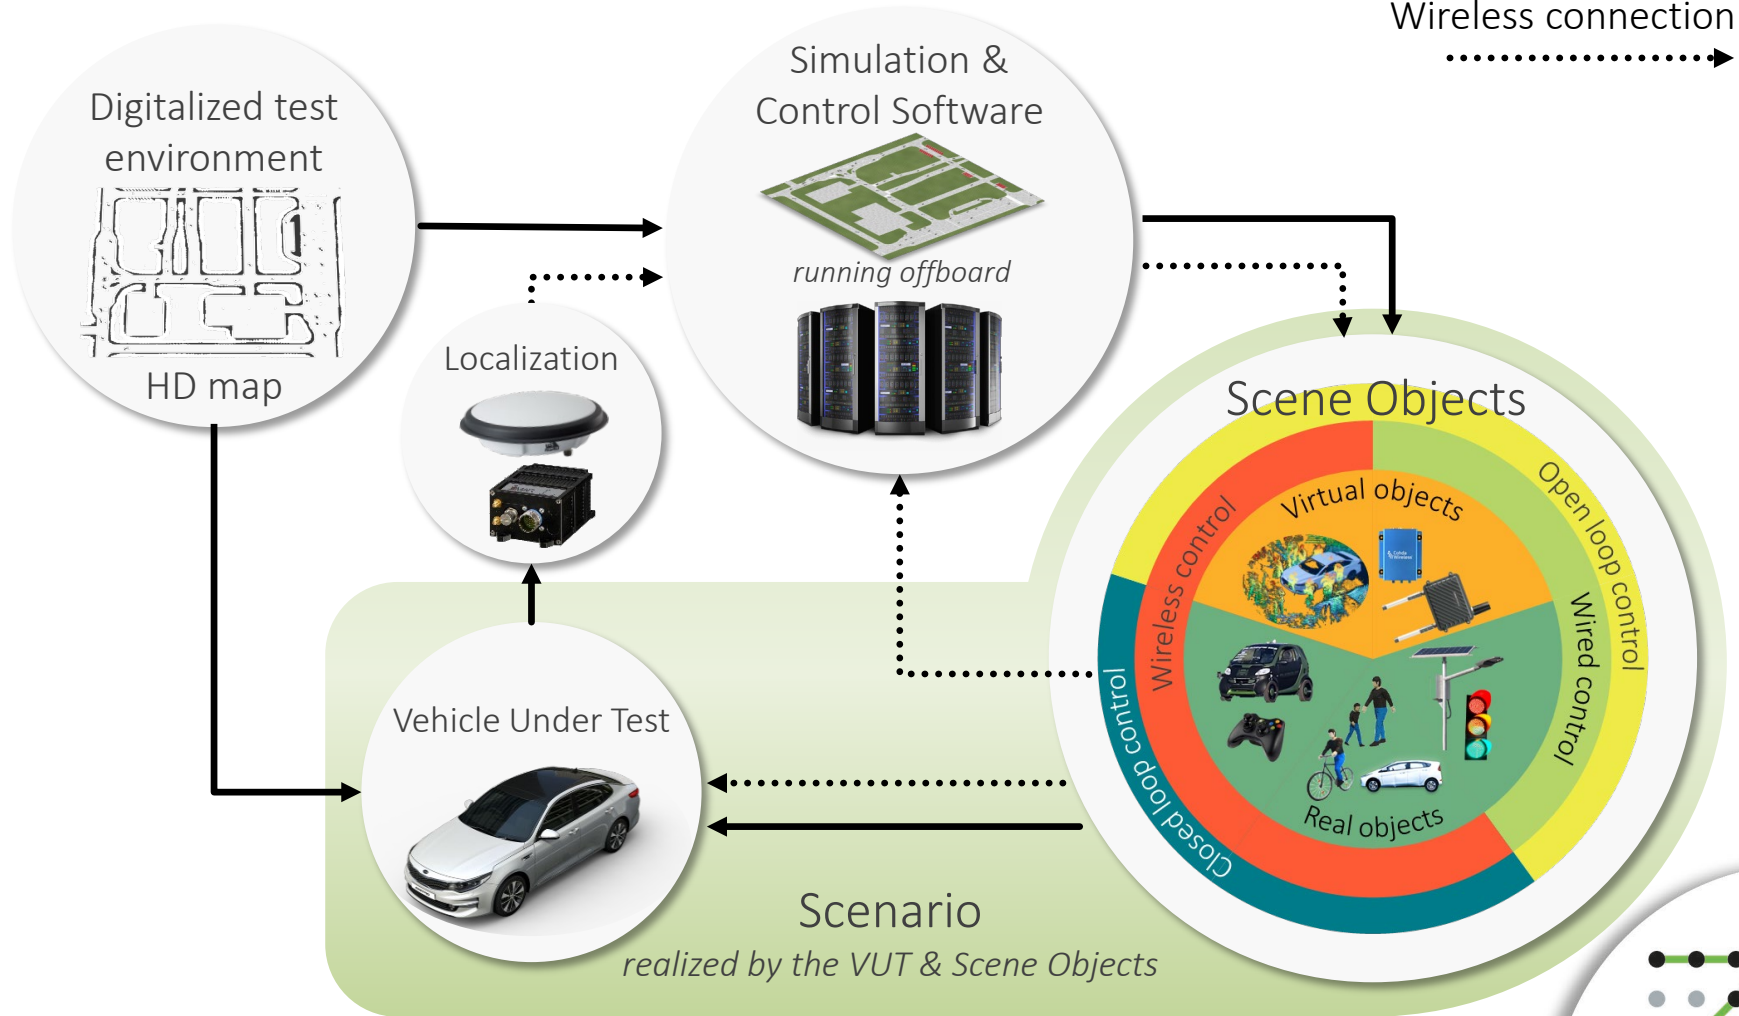 Wireless connection
Digitalized test
environment
HD map
Simulation &
Control Software
running offboard
Localization
Scene Objects
Virtual objects
Open loop control
Wireless control
Wired control
Closed loop control
Real objects
Vehicle Under Test
Scenario
realized by the VUT & Scene Objects